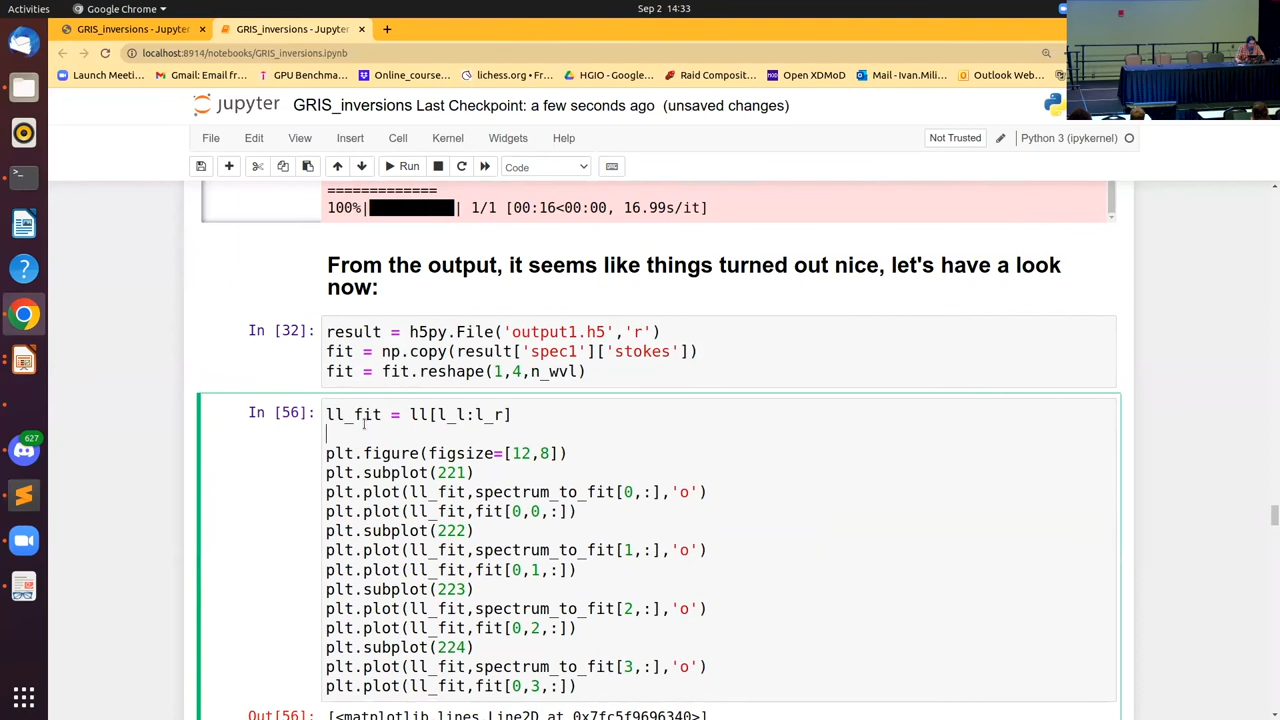 Activities
Google Chrome
Sep 2 14:33
GRIS_inversions - Jupyter
GRIS_inversions - Jupyter
localhost:8914/notebooks/GRIS_inversions.ipynb
Launch Meeti...
Gmail: Email fr...
GPU Benchma...
Online_course...
lichess.org • Fr...
HGIO - Google...
Raid Composit...
Open XDMoD
Mail - Ivan.Mili...
Outlook Web...
jupyter GRIS_inversions Last Checkpoint: a few seconds ago (unsaved changes)
File Edit View Insert Cell Kernel Widgets Help
Not Trusted
Python 3 (ipykernel)
Run
Code
=============
100%| | 1/1 [00:16<00:00, 16.99s/it]
From the output, it seems like things turned out nice, let's have a look
now:
In [32]:
result = h5py.File('output1.h5','r')
fit = np.copy(result['spec1']['stokes'])
fit = fit.reshape(1,4,n_wvl)
In [56]:
ll_fit = ll[l_l:l_r]
plt.figure(figsize=[12,8])
plt.subplot(221)
plt.plot(ll_fit,spectrum_to_fit[0,:],'o')
plt.plot(ll_fit,fit[0,0,:])
plt.subplot(222)
plt.plot(ll_fit,spectrum_to_fit[1,:],'o')
plt.plot(ll_fit,fit[0,1,:])
plt.subplot(223)
plt.plot(ll_fit,spectrum_to_fit[2,:],'o')
plt.plot(ll_fit,fit[0,2,:])
plt.subplot(224)
plt.plot(ll_fit,spectrum_to_fit[3,:],'o')
plt.plot(ll_fit,fit[0,3,:])
Out[56]:
[<matplotlib.lines.Line2D at 0x7fc5f9696340>]
627